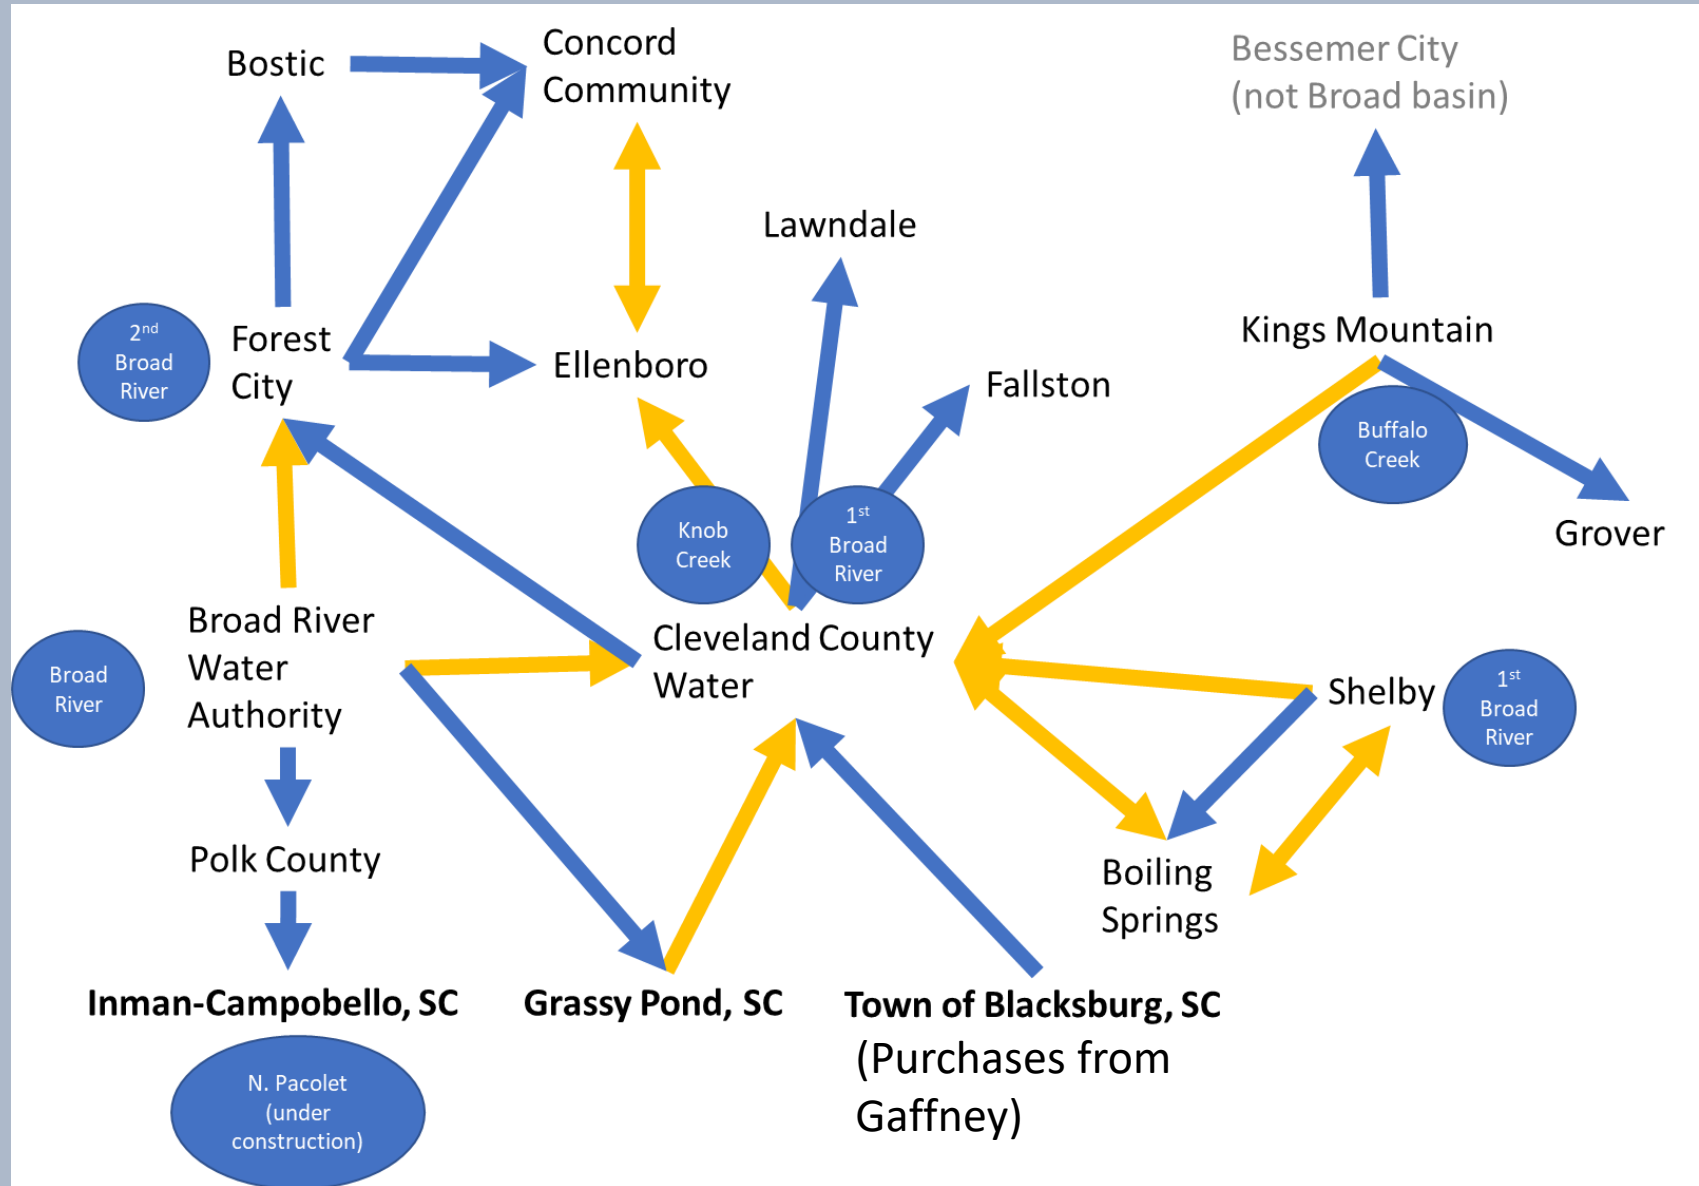 Bostic
Concord
Community
Bessemer City
(not Broad basin)
Lawndale
2nd
Broad
River
Forest
City
Ellenboro
Fallston
Kings Mountain
Buffalo
Creek
Grover
Knob
Creek
1st
Broad
River
Broad
River
Broad River
Water
Authority
Cleveland County
Water
Shelby
1st
Broad
River
Polk County
Boiling
Springs
Inman-Campobello, SC
Grassy Pond, SC
Town of Blacksburg, SC
(Purchases from
Gaffney)
N. Pacolet
(under
construction)